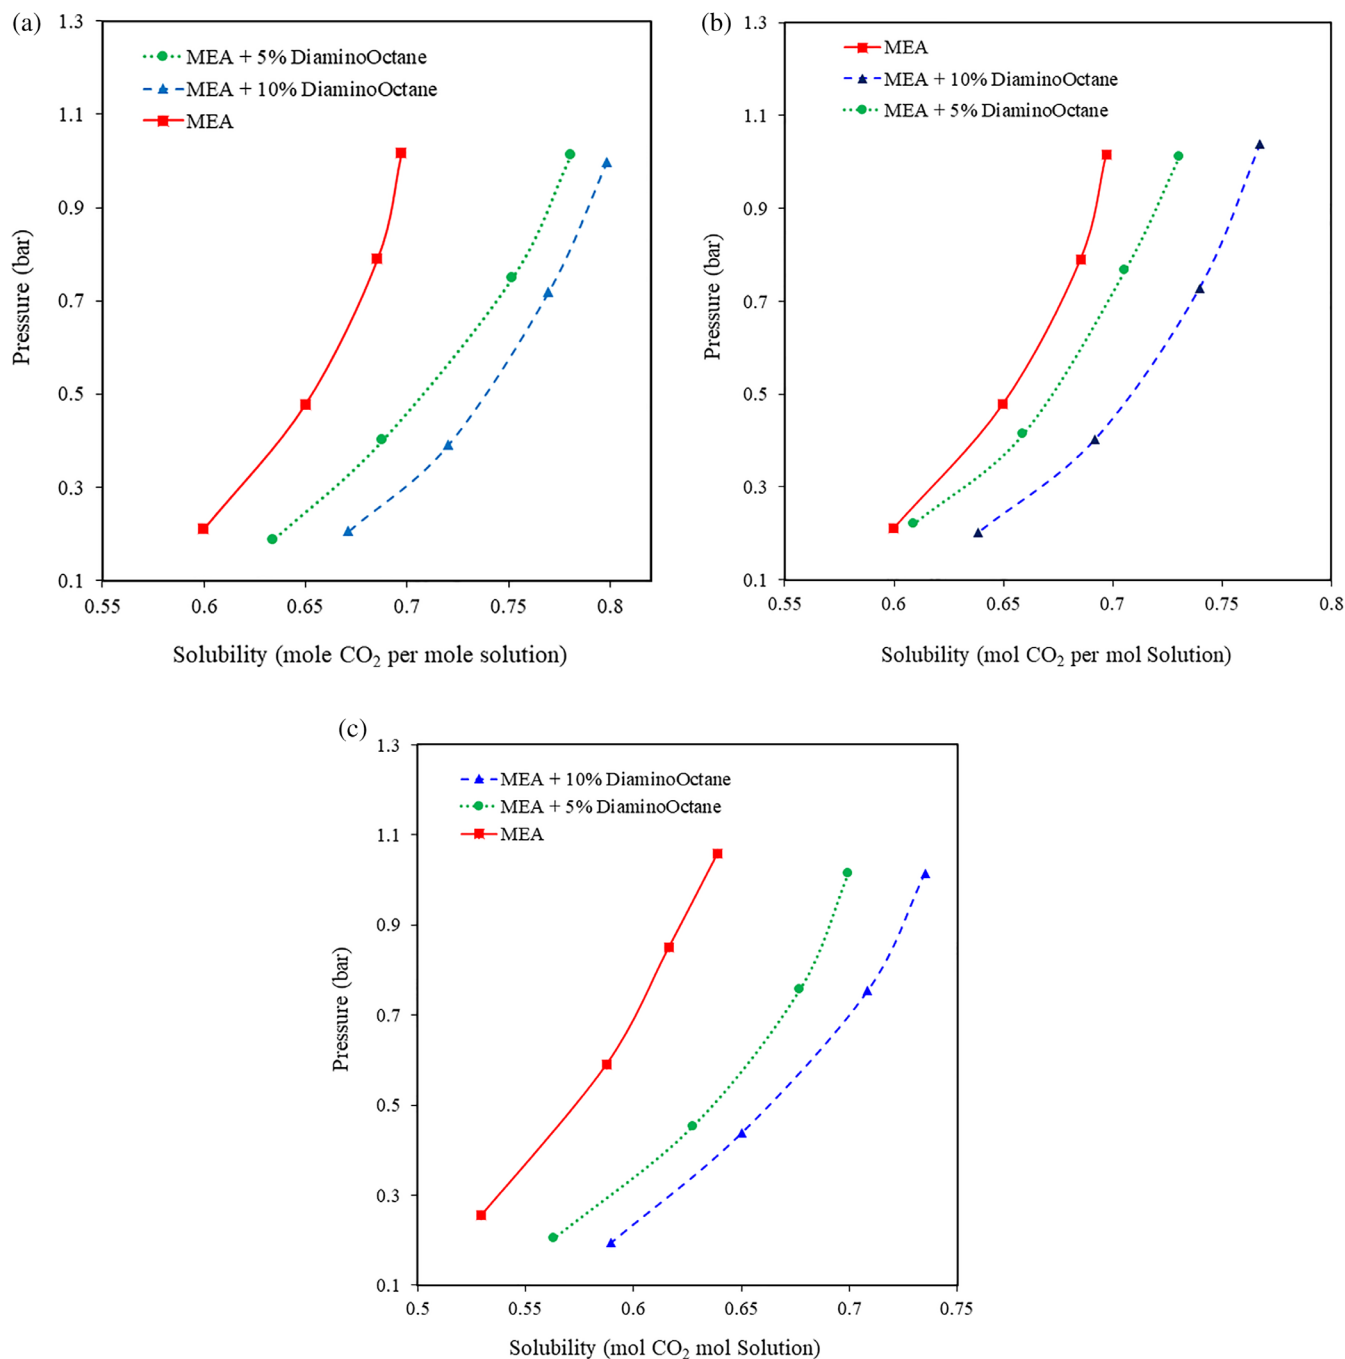 (a)
1.3
1.1
0.9
0.7
0.5
0.3
0.1
Pressure (bar)
MEA + 5% DiaminoOctane
MEA + 10% DiaminoOctane
MEA
0.55 0.6 0.65 0.7 0.75 0.8
Solubility (mole CO₂ per mole solution)
(b)
1.3
1.1
0.9
0.7
0.5
0.3
0.1
Pressure (bar)
MEA
MEA + 10% DiaminoOctane
MEA + 5% DiaminoOctane
0.55 0.6 0.65 0.7 0.75 0.8
Solubility (mol CO₂ per mol Solution)
(c)
1.3
1.1
0.9
0.7
0.5
0.3
0.1
Pressure (bar)
MEA + 10% DiaminoOctane
MEA + 5% DiaminoOctane
MEA
0.5 0.55 0.6 0.65 0.7 0.75
Solubility (mol CO₂ mol Solution)